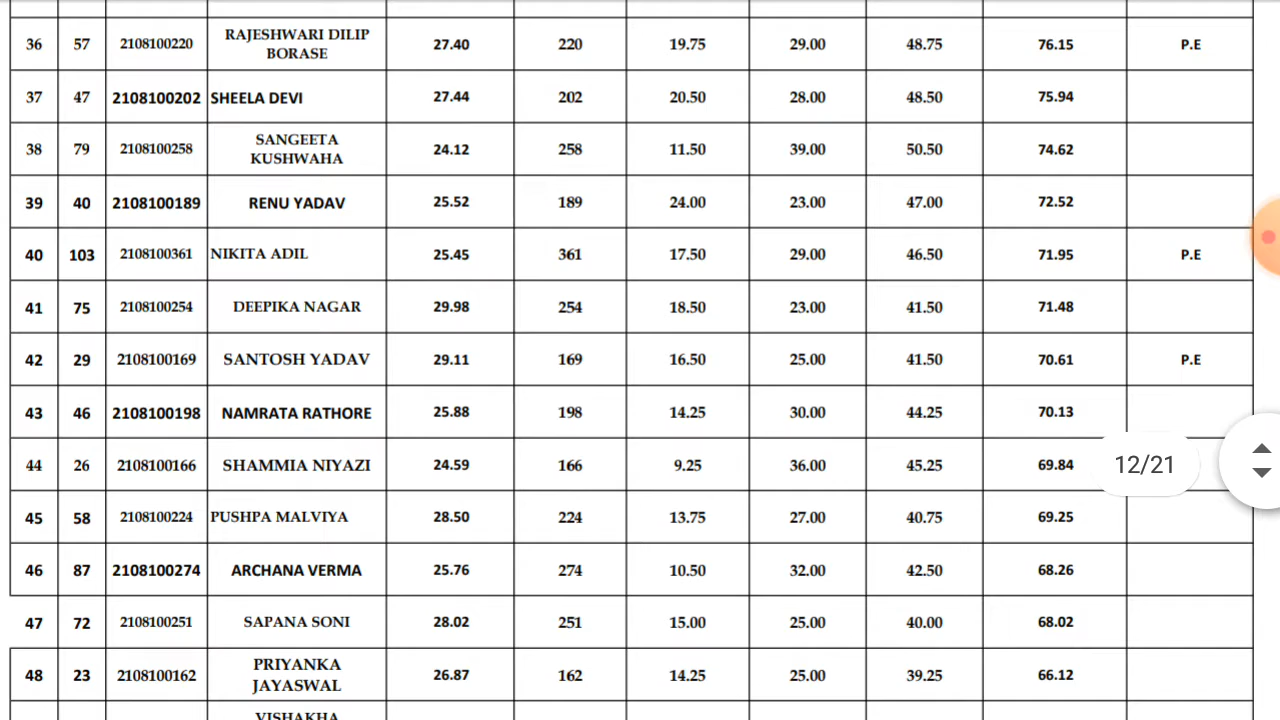 36 57 2108100220 RAJESHWARI DILIP BORASE 27.40 220 19.75 29.00 48.75 76.15 P.E
37 47 2108100202 SHEELA DEVI 27.44 202 20.50 28.00 48.50 75.94
38 79 2108100258 SANGEETA KUSHWAHA 24.12 258 11.50 39.00 50.50 74.62
39 40 2108100189 RENU YADAV 25.52 189 24.00 23.00 47.00 72.52
40 103 2108100361 NIKITA ADIL 25.45 361 17.50 29.00 46.50 71.95 P.E
41 75 2108100254 DEEPIKA NAGAR 29.98 254 18.50 23.00 41.50 71.48
42 29 2108100169 SANTOSH YADAV 29.11 169 16.50 25.00 41.50 70.61 P.E
43 46 2108100198 NAMRATA RATHORE 25.88 198 14.25 30.00 44.25 70.13
44 26 2108100166 SHAMMIA NIYAZI 24.59 166 9.25 36.00 45.25 69.84 12/21
45 58 2108100224 PUSHPA MALVIYA 28.50 224 13.75 27.00 40.75 69.25
46 87 2108100274 ARCHANA VERMA 25.76 274 10.50 32.00 42.50 68.26
47 72 2108100251 SAPANA SONI 28.02 251 15.00 25.00 40.00 68.02
48 23 2108100162 PRIYANKA JAYASWAL 26.87 162 14.25 25.00 39.25 66.12
VISHAKHA